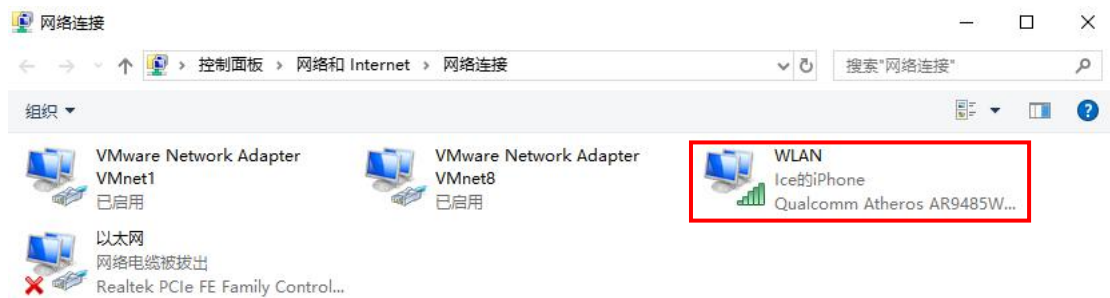 网络连接
控制面板 › 网络和 Internet › 网络连接
搜索"网络连接"
组织
VMware Network Adapter
VMnet1
已启用
VMware Network Adapter
VMnet8
已启用
WLAN
Ice的iPhone
Qualcomm Atheros AR9485W...
以太网
网络电缆被拔出
Realtek PCIe FE Family Control...